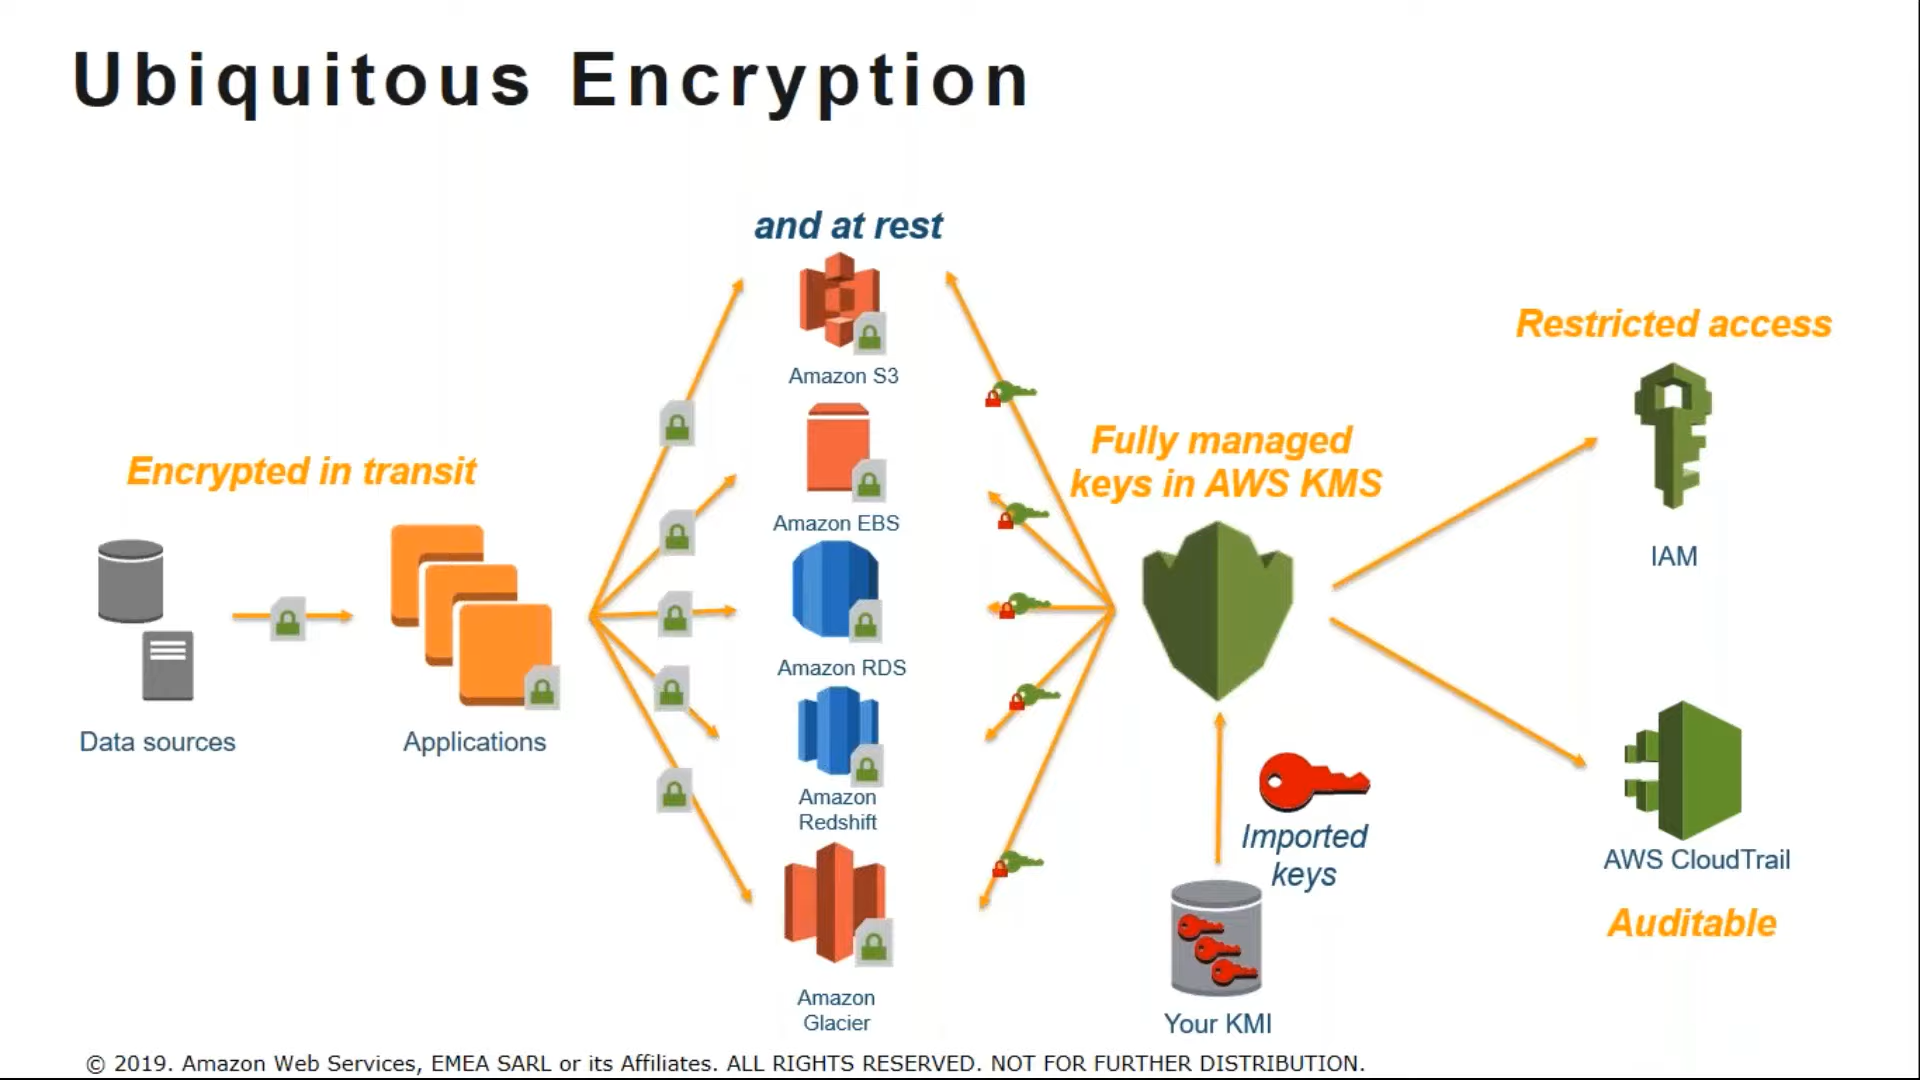 Ubiquitous Encryption
and at rest
Amazon S3
Amazon EBS
Amazon RDS
Amazon
Redshift
Amazon
Glacier
Encrypted in transit
Data sources
Applications
Fully managed
keys in AWS KMS
Imported
keys
Your KMI
Restricted access
IAM
AWS CloudTrail
Auditable
© 2019. Amazon Web Services, EMEA SARL or its Affiliates. ALL RIGHTS RESERVED. NOT FOR FURTHER DISTRIBUTION.